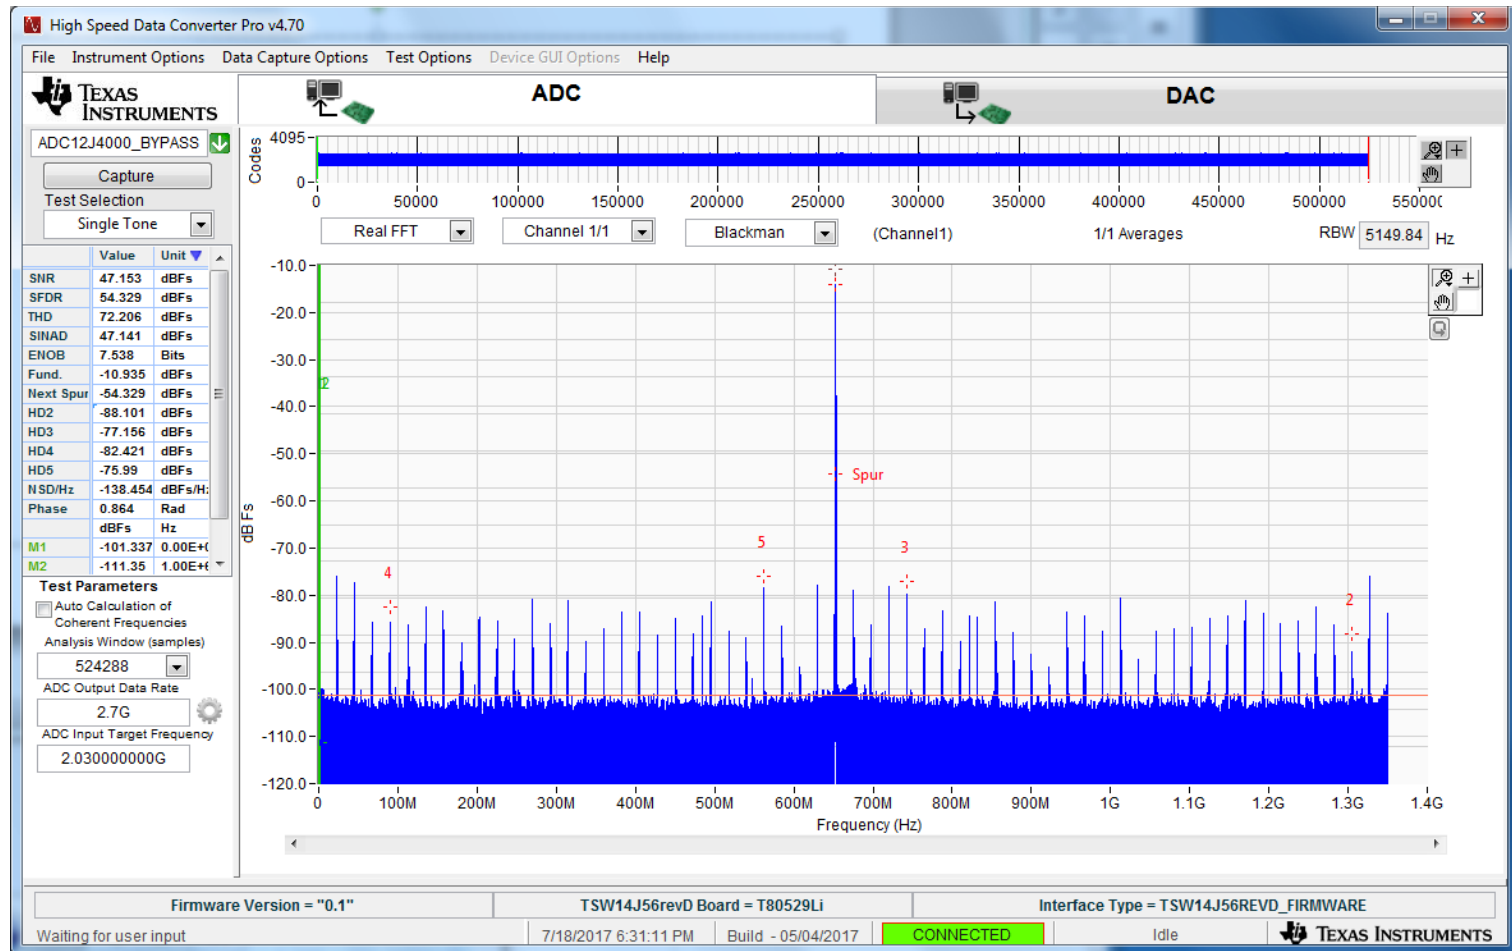 High Speed Data Converter Pro v4.70
File Instrument Options Data Capture Options Test Options Device GUI Options Help
TEXAS INSTRUMENTS
ADC
DAC
ADC12J4000_BYPASS
Capture
Test Selection
Single Tone
Value Unit
SNR 47.153 dBFs
SFDR 54.329 dBFs
THD 72.206 dBFs
SINAD 47.141 dBFs
ENOB 7.538 Bits
Fund. -10.935 dBFs
Next Spur -54.329 dBFs
HD2 -88.101 dBFs
HD3 -77.156 dBFs
HD4 -82.421 dBFs
HD5 -75.99 dBFs
NSD/Hz -138.454 dBFs/H
Phase 0.864 Rad
dBFs Hz
M1 -101.337 0.00E+
M2 -111.35 1.00E+
Test Parameters
Auto Calculation of
Coherent Frequencies
Analysis Window (samples)
524288
ADC Output Data Rate
2.7G
ADC Input Target Frequency
2.030000000G
Codes
4095
0
0 50000 100000 150000 200000 250000 300000 350000 400000 450000 500000
Real FFT Channel 1/1 Blackman (Channel1) 1/1 Averages RBW 5149.84 Hz
dB Fs
-10.0
-20.0
-30.0
-40.0
-50.0
-60.0
-70.0
-80.0
-90.0
-100.0
-110.0
-120.0
Spur
5
3
4
2
0 100M 200M 300M 400M 500M 600M 700M 800M 900M 1G 1.1G 1.2G 1.3G 1.4G
Frequency (Hz)
Firmware Version = "0.1" TSW14J56revD Board = T80529Li Interface Type = TSW14J56REVD_FIRMWARE
Waiting for user input 7/18/2017 6:31:11 PM Build - 05/04/2017 CONNECTED Idle TEXAS INSTRUMENTS